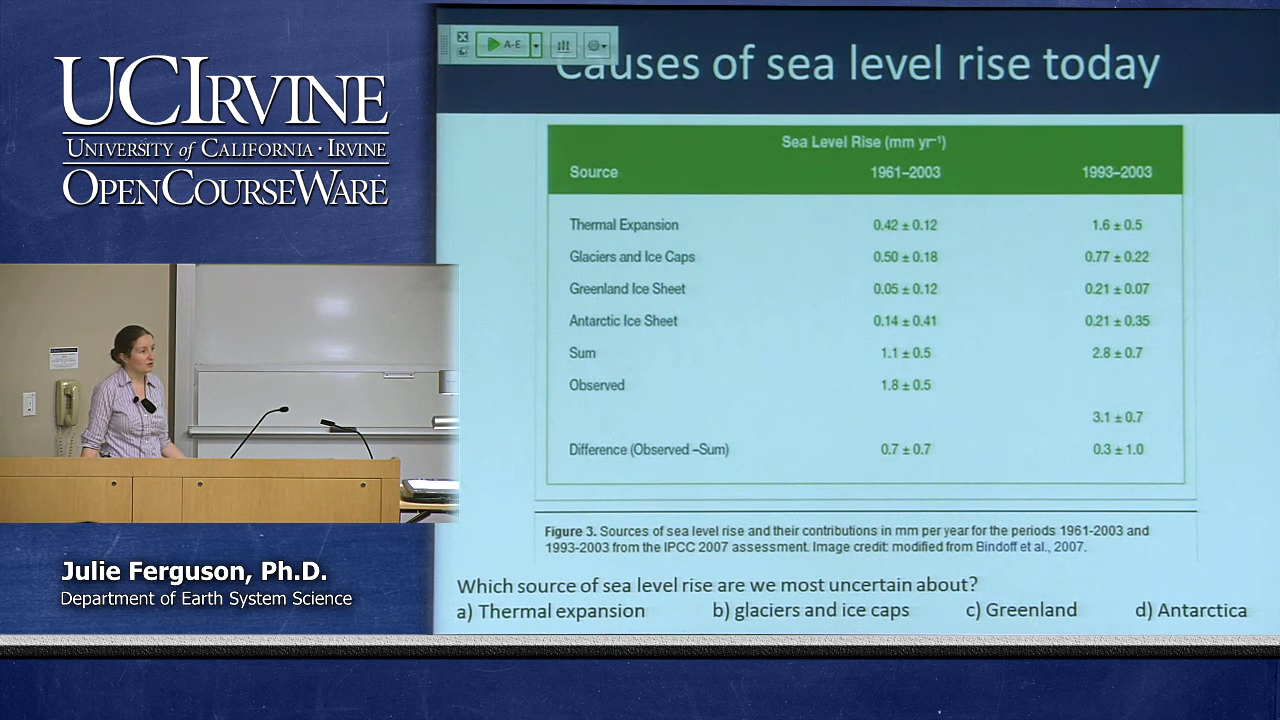 UCIRVINE
UNIVERSITY of CALIFORNIA · IRVINE
OPENCOURSEWARE
Julie Ferguson, Ph.D.
Department of Earth System Science
A-E
Causes of sea level rise today
Sea Level Rise (mm yr⁻¹)
Source 1961–2003 1993–2003
Thermal Expansion 0.42 ± 0.12 1.6 ± 0.5
Glaciers and Ice Caps 0.50 ± 0.18 0.77 ± 0.22
Greenland Ice Sheet 0.05 ± 0.12 0.21 ± 0.07
Antarctic Ice Sheet 0.14 ± 0.41 0.21 ± 0.35
Sum 1.1 ± 0.5 2.8 ± 0.7
Observed 1.8 ± 0.5
3.1 ± 0.7
Difference (Observed –Sum) 0.7 ± 0.7 0.3 ± 1.0
Figure 3. Sources of sea level rise and their contributions in mm per year for the periods 1961-2003 and
1993-2003 from the IPCC 2007 assessment. Image credit: modified from Bindoff et al., 2007.
Which source of sea level rise are we most uncertain about?
a) Thermal expansion b) glaciers and ice caps c) Greenland d) Antarctica